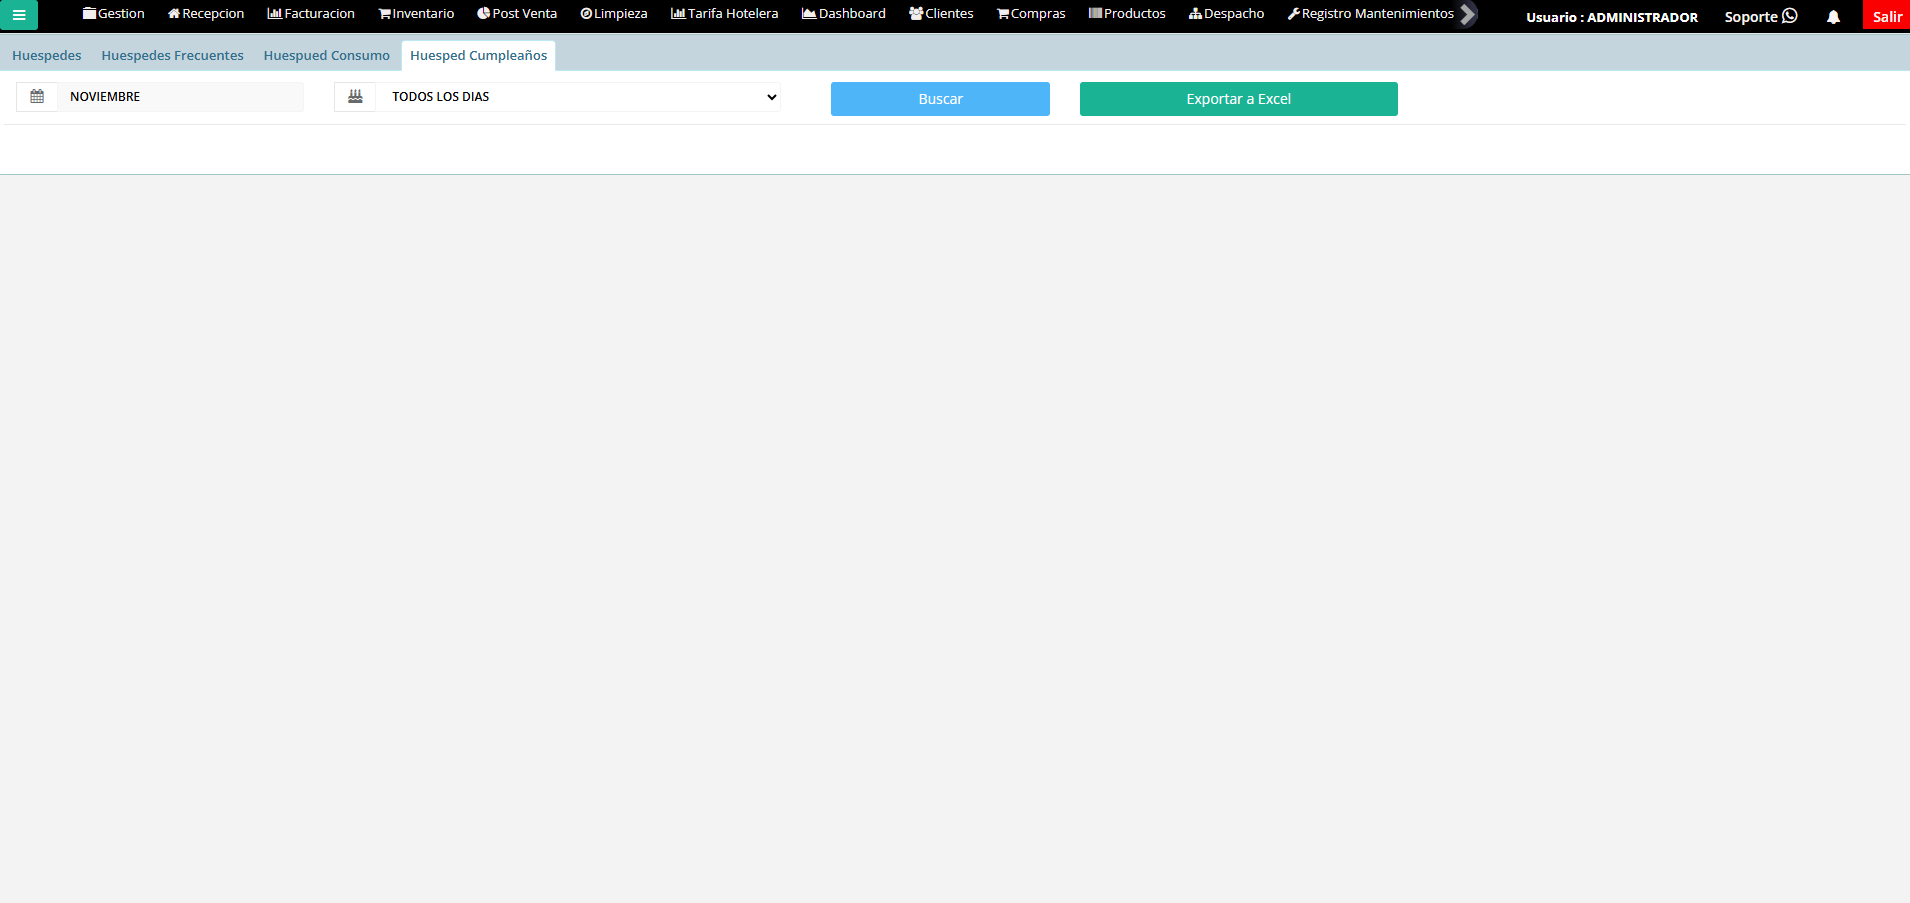 Gestion Recepcion Facturacion Inventario Post Venta Limpieza Tarifa Hotelera Dashboard Clientes Compras Productos Despacho Registro Mantenimientos Usuario : ADMINISTRADOR Soporte Salir
Huespedes Huespedes Frecuentes Huespued Consumo Huesped Cumpleaños
NOVIEMBRE TODOS LOS DIAS Buscar Exportar a Excel